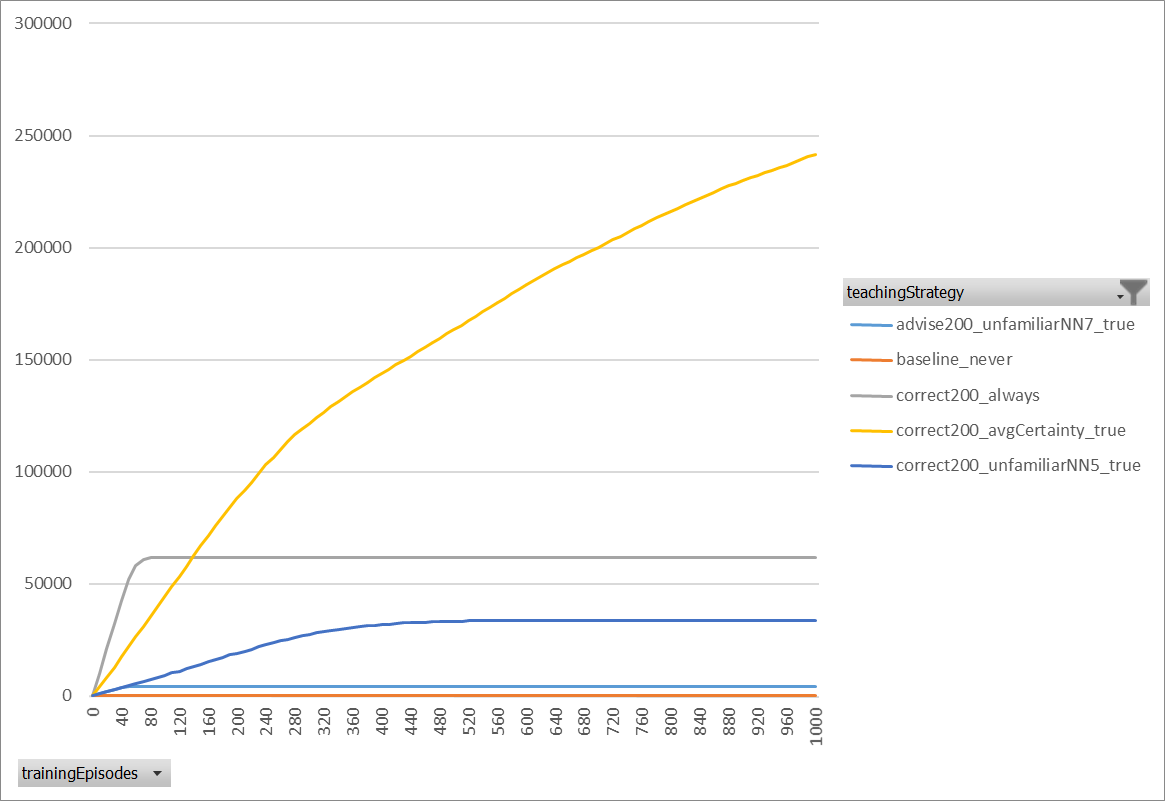 300000
250000
200000
150000
100000
50000
0
0 40 80 120 160 200 240 280 320 360 400 440 480 520 560 600 640 680 720 760 800 840 880 920 960 1000
trainingEpisodes
teachingStrategy
advise200_unfamiliarNN7_true
baseline_never
correct200_always
correct200_avgCertainty_true
correct200_unfamiliarNN5_true